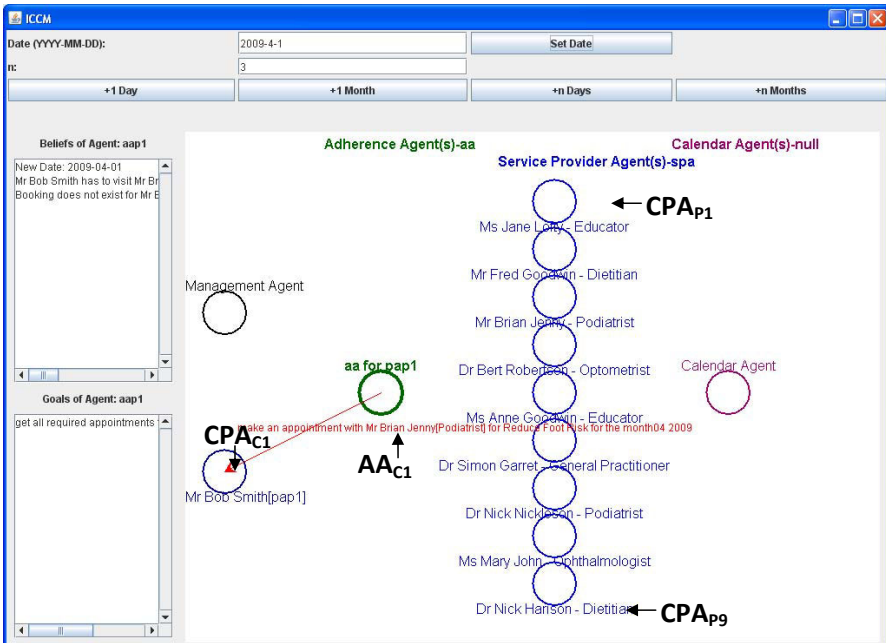 ICCM
Date (YYYY-MM-DD):
2009-4-1
Set Date
n:
3
+1 Day
+1 Month
+n Days
+n Months
Beliefs of Agent: aap1
New Date: 2009-04-01
Mr Bob Smith has to visit Mr Br
Booking does not exist for Mr B
Goals of Agent: aap1
get all required appointments
Adherence Agent(s)-aa
Calendar Agent(s)-null
Service Provider Agent(s)-spa
CPAP1
Ms Jane Lofty - Educator
Mr Fred Goodwin - Dietitian
Management Agent
Mr Brian Jenny - Podiatrist
aa for pap1
Dr Bert Robertson - Optometrist
Calendar Agent
Ms Anne Goodwin - Educator
make an appointment with Mr Brian Jenny[Podiatrist] for Reduce Foot Risk for the month04 2009
CPAC1
AAC1
Dr Simon Garret - General Practitioner
Mr Bob Smith[pap1]
Dr Nick Nickleson - Podiatrist
Ms Mary John - Ophthalmologist
Dr Nick Harison - Dietitian
CPAP9